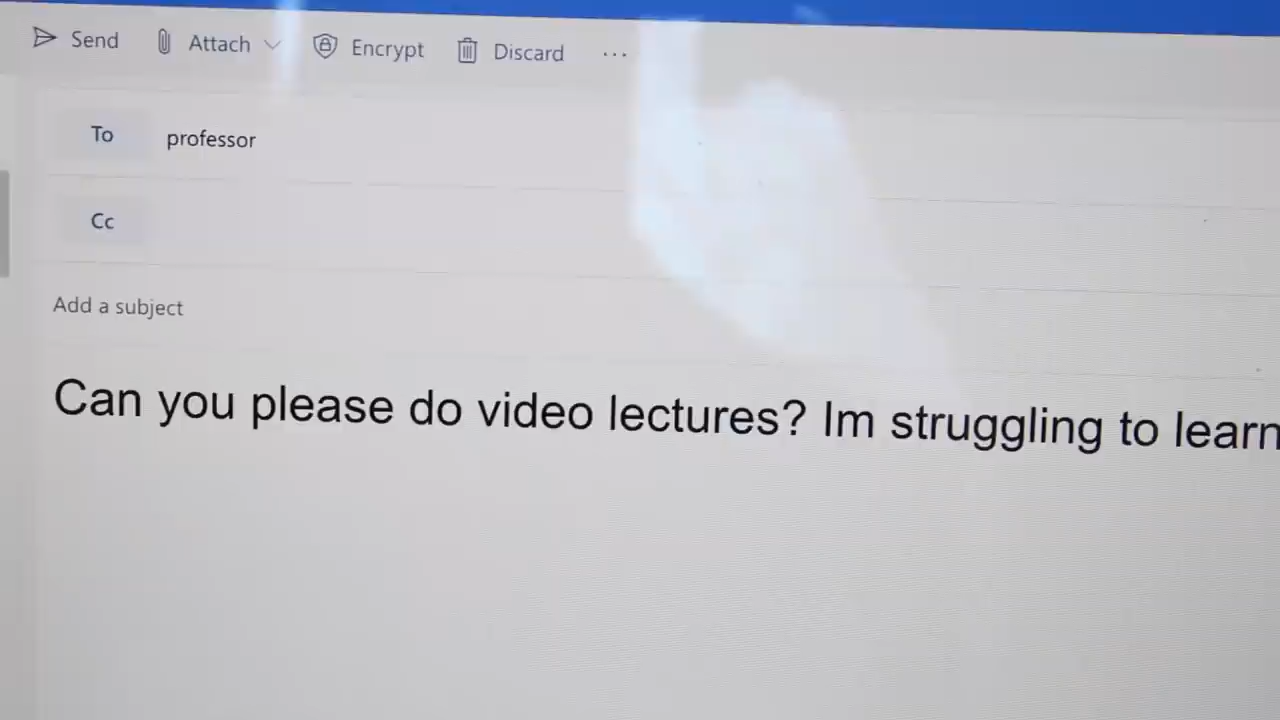 Send Attach Encrypt Discard ...
To professor
Cc
Add a subject
Can you please do video lectures? Im struggling to learn